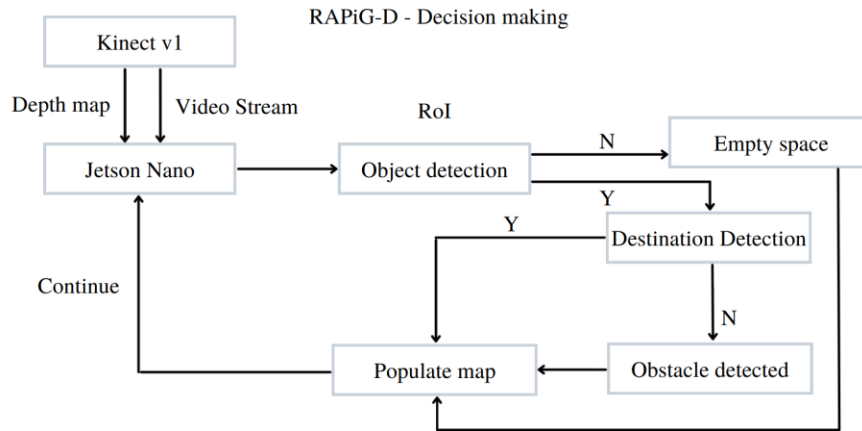 RAPiG-D - Decision making
Kinect v1
Depth map
Video Stream
RoI
Jetson Nano
Object detection
N
Empty space
Y
Y
Destination Detection
Continue
N
Populate map
Obstacle detected